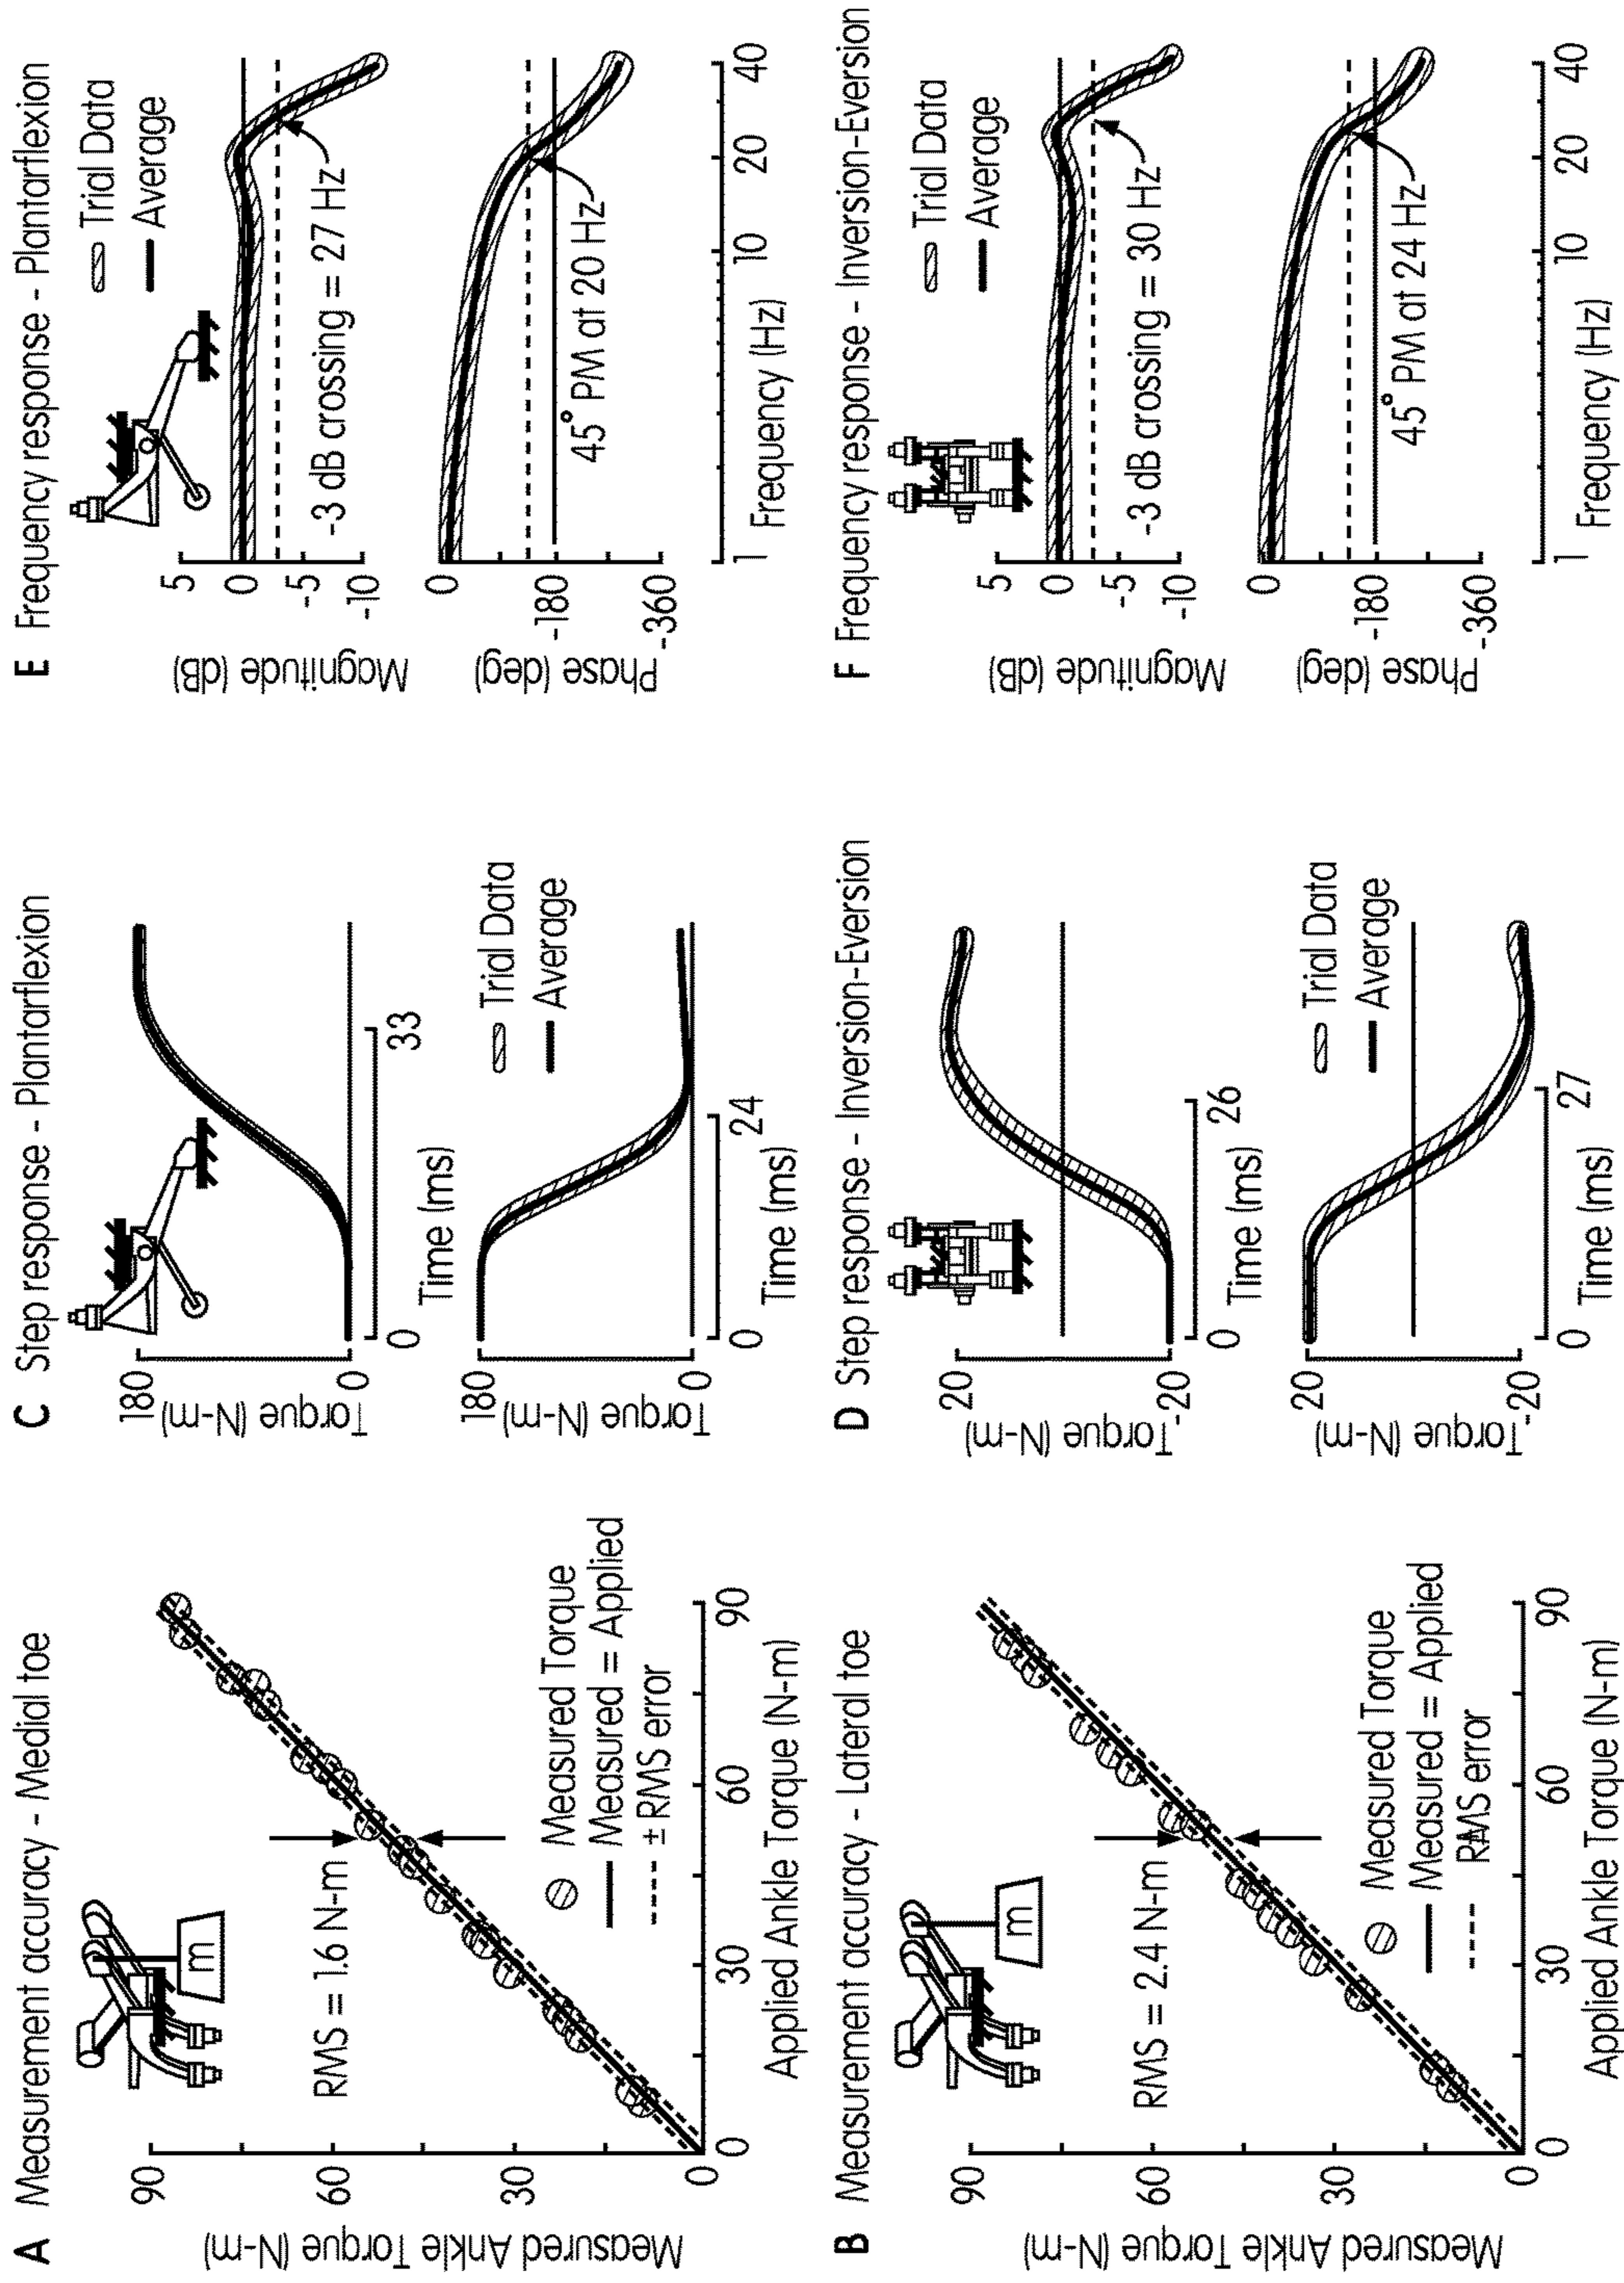 A Measurement accuracy - Medial toe
m
RMS = 1.6 N-m
Measured Ankle Torque (N-m)
90
60
30
0
Measured Torque
Measured = Applied
± RMS error
0
30
60
90
Applied Ankle Torque (N-m)
B Measurement accuracy - Lateral toe
m
RMS = 2.4 N-m
Measured Ankle Torque (N-m)
90
60
30
0
Measured Torque
Measured = Applied
RMS error
0
30
60
90
Applied Ankle Torque (N-m)
C Step response - Plantarflexion
Torque (N-m)
180
0
0
33
Time (ms)
Torque (N-m)
180
0
Trial Data
Average
0
24
Time (ms)
D Step response - Inversion-Eversion
Torque (N-m)
20
-20
0
26
Time (ms)
Torque (N-m)
20
-20
Trial Data
Average
0
27
Time (ms)
E Frequency response - Plantarflexion
Trial Data
Average
Magnitude (dB)
5
0
-5
-10
-3 dB crossing = 27 Hz
Phase (deg)
0
-180
-360
45° PM at 20 Hz
1
10
20
40
Frequency (Hz)
F Frequency response - Inversion-Eversion
Trial Data
Average
Magnitude (dB)
5
0
-5
-10
-3 dB crossing = 30 Hz
Phase (deg)
0
-180
-360
45° PM at 24 Hz
1
10
20
40
Frequency (Hz)